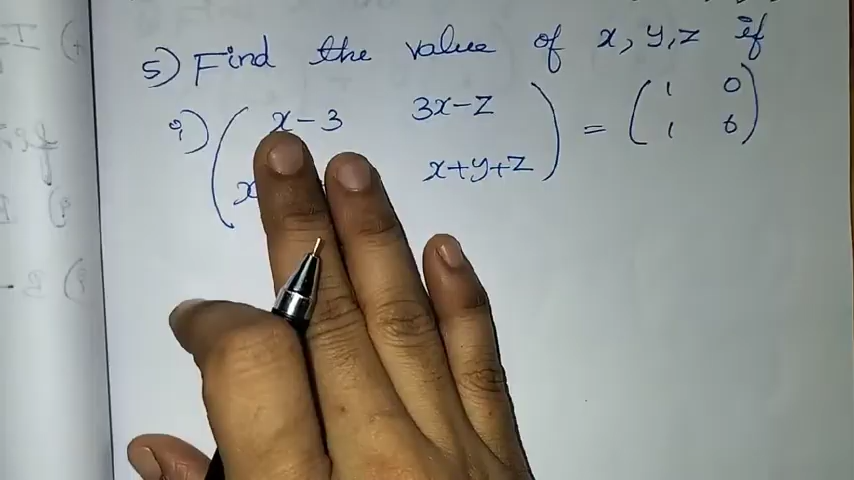 5) Find the value of x, y, z if
i) ( x-3 3x-z ) = ( 1 0 )
( x x+y+z ) ( 1 6 )